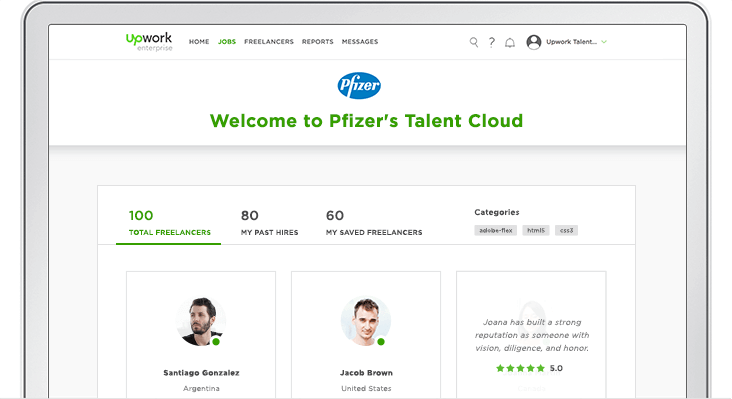 Upwork
enterprise
HOME JOBS FREELANCERS REPORTS MESSAGES
? Upwork Talent...
Pfizer
Welcome to Pfizer's Talent Cloud
100 80 60
TOTAL FREELANCERS MY PAST HIRES MY SAVED FREELANCERS
Categories
adobe-flex html5 css3
Santiago Gonzalez
Argentina
Jacob Brown
United States
Joana has built a strong
reputation as someone with
vision, diligence, and honor.
5.0